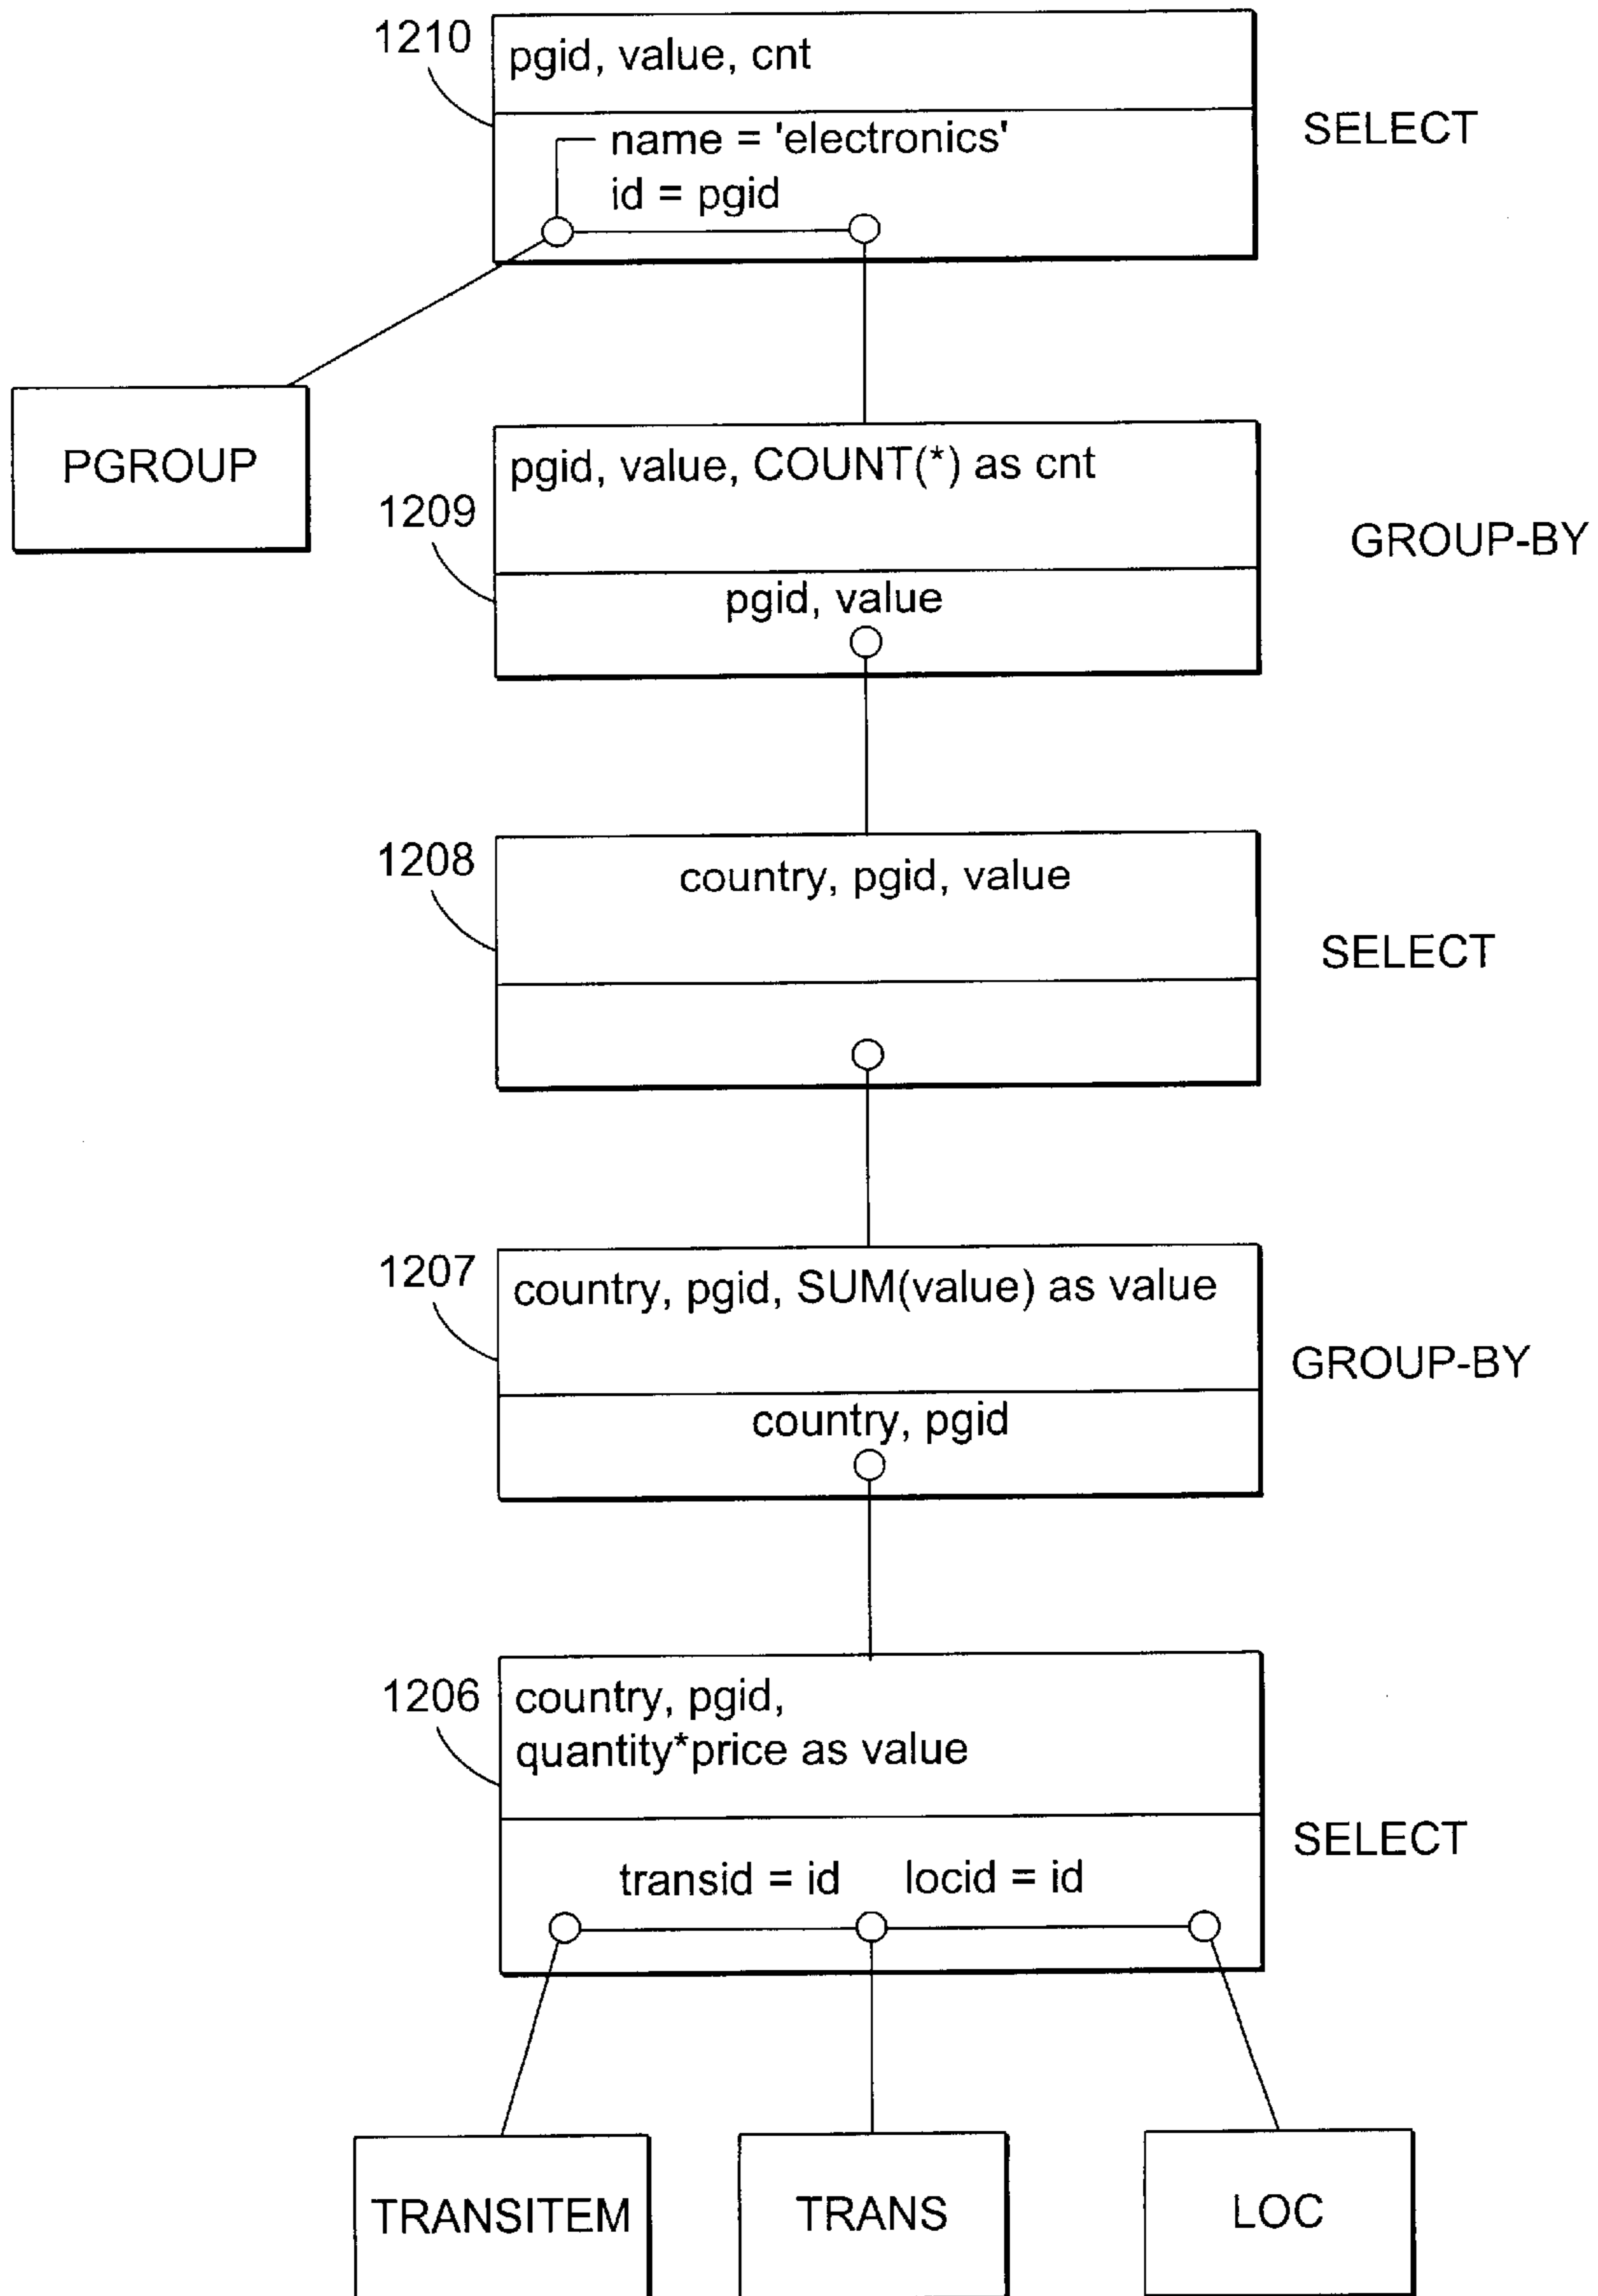 1210
pgid, value, cnt
SELECT
name = 'electronics'
id = pgid
PGROUP
pgid, value, COUNT(*) as cnt
1209
GROUP-BY
pgid, value
1208
country, pgid, value
SELECT
1207
country, pgid, SUM(value) as value
GROUP-BY
country, pgid
1206
country, pgid,
quantity*price as value
SELECT
transid = id locid = id
TRANSITEM TRANS LOC